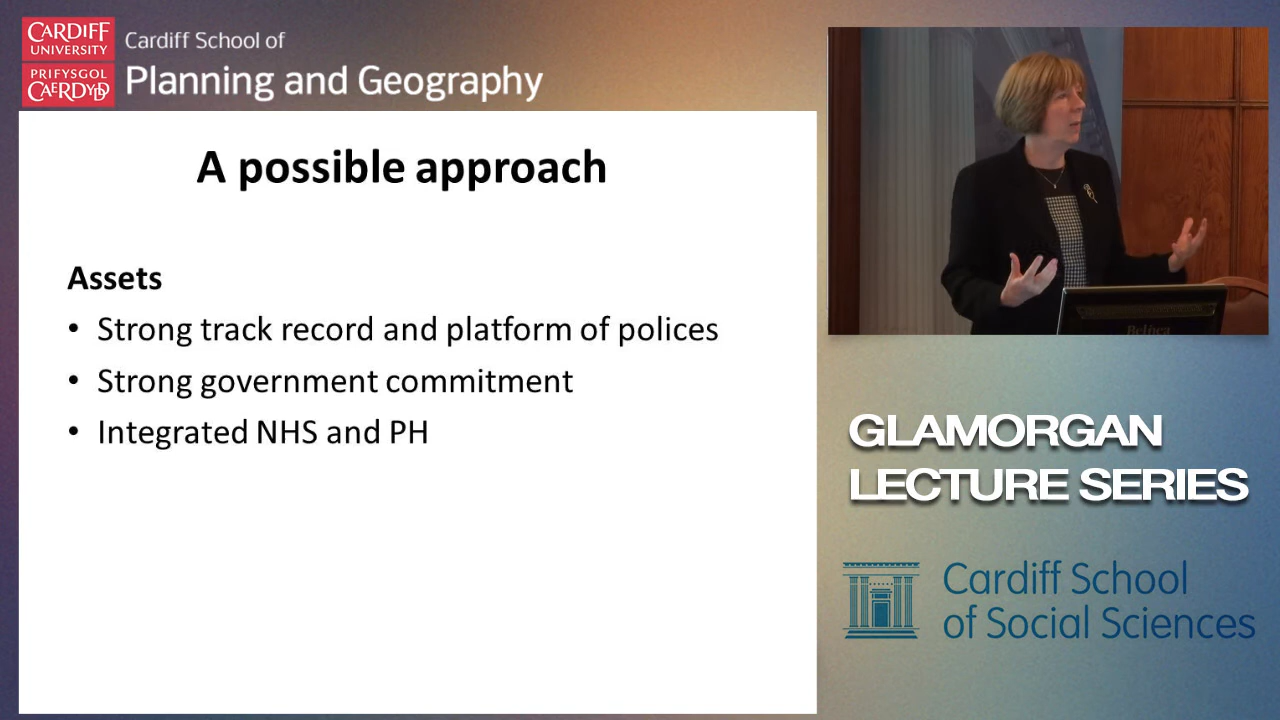 CARDIFF
UNIVERSITY
PRIFYSGOL
CAERDYDD
Cardiff School of
Planning and Geography
A possible approach
Assets
• Strong track record and platform of polices
• Strong government commitment
• Integrated NHS and PH
GLAMORGAN
LECTURE SERIES
Cardiff School
of Social Sciences